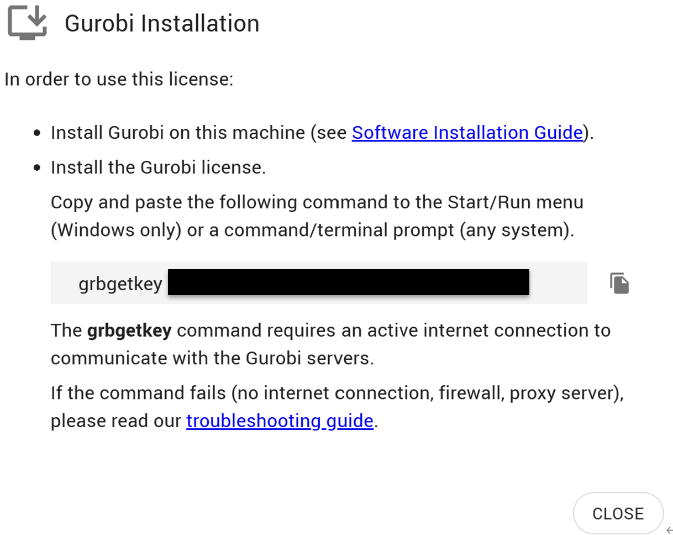 Gurobi Installation
In order to use this license:
• Install Gurobi on this machine (see Software Installation Guide).
• Install the Gurobi license.
Copy and paste the following command to the Start/Run menu
(Windows only) or a command/terminal prompt (any system).
grbgetkey
The grbgetkey command requires an active internet connection to
communicate with the Gurobi servers.
If the command fails (no internet connection, firewall, proxy server),
please read our troubleshooting guide.
CLOSE